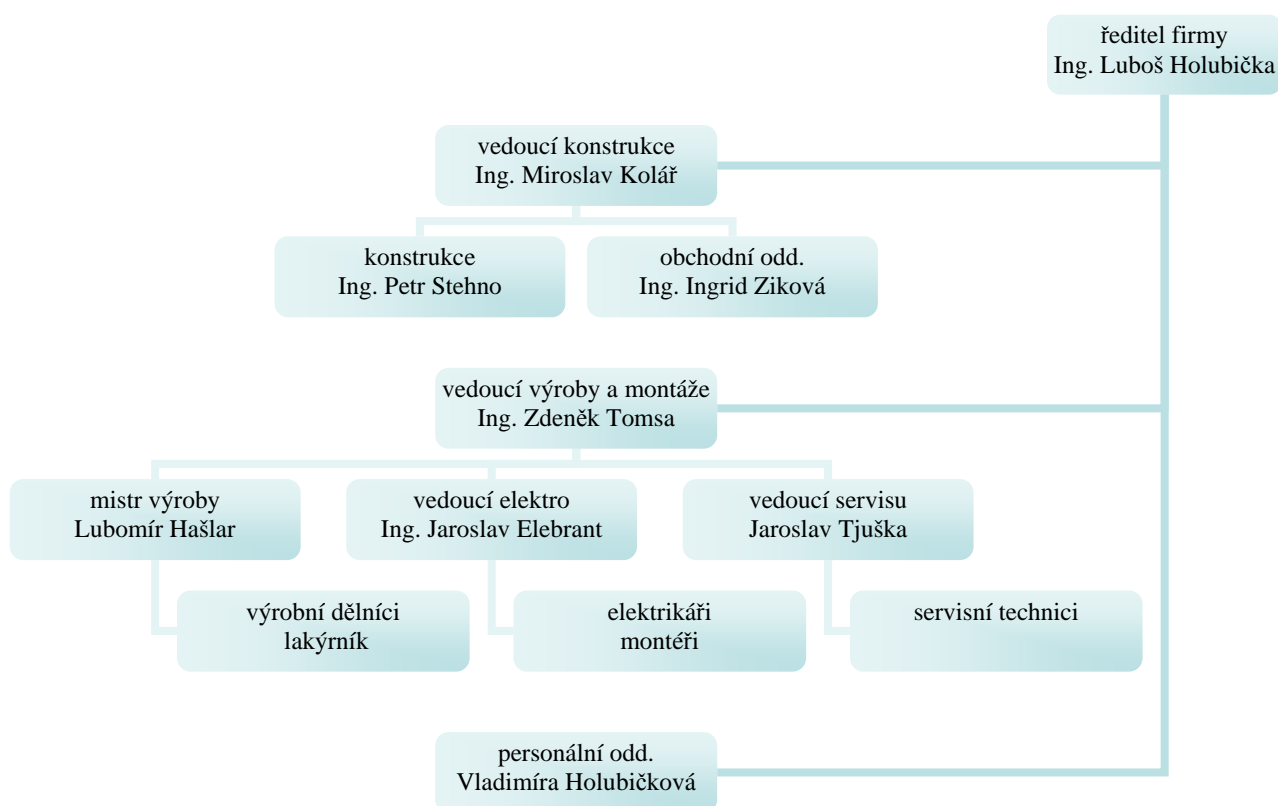 ředitel firmy
Ing. Luboš Holubička
vedoucí konstrukce
Ing. Miroslav Kolář
konstrukce
Ing. Petr Stehno
obchodní odd.
Ing. Ingrid Ziková
vedoucí výroby a montáže
Ing. Zdeněk Tomsa
mistr výroby
Lubomír Hašlar
vedoucí elektro
Ing. Jaroslav Elebrant
vedoucí servisu
Jaroslav Tjuška
výrobní dělníci
lakýrník
elektrikáři
montéři
servisní technici
personální odd.
Vladimíra Holubičková